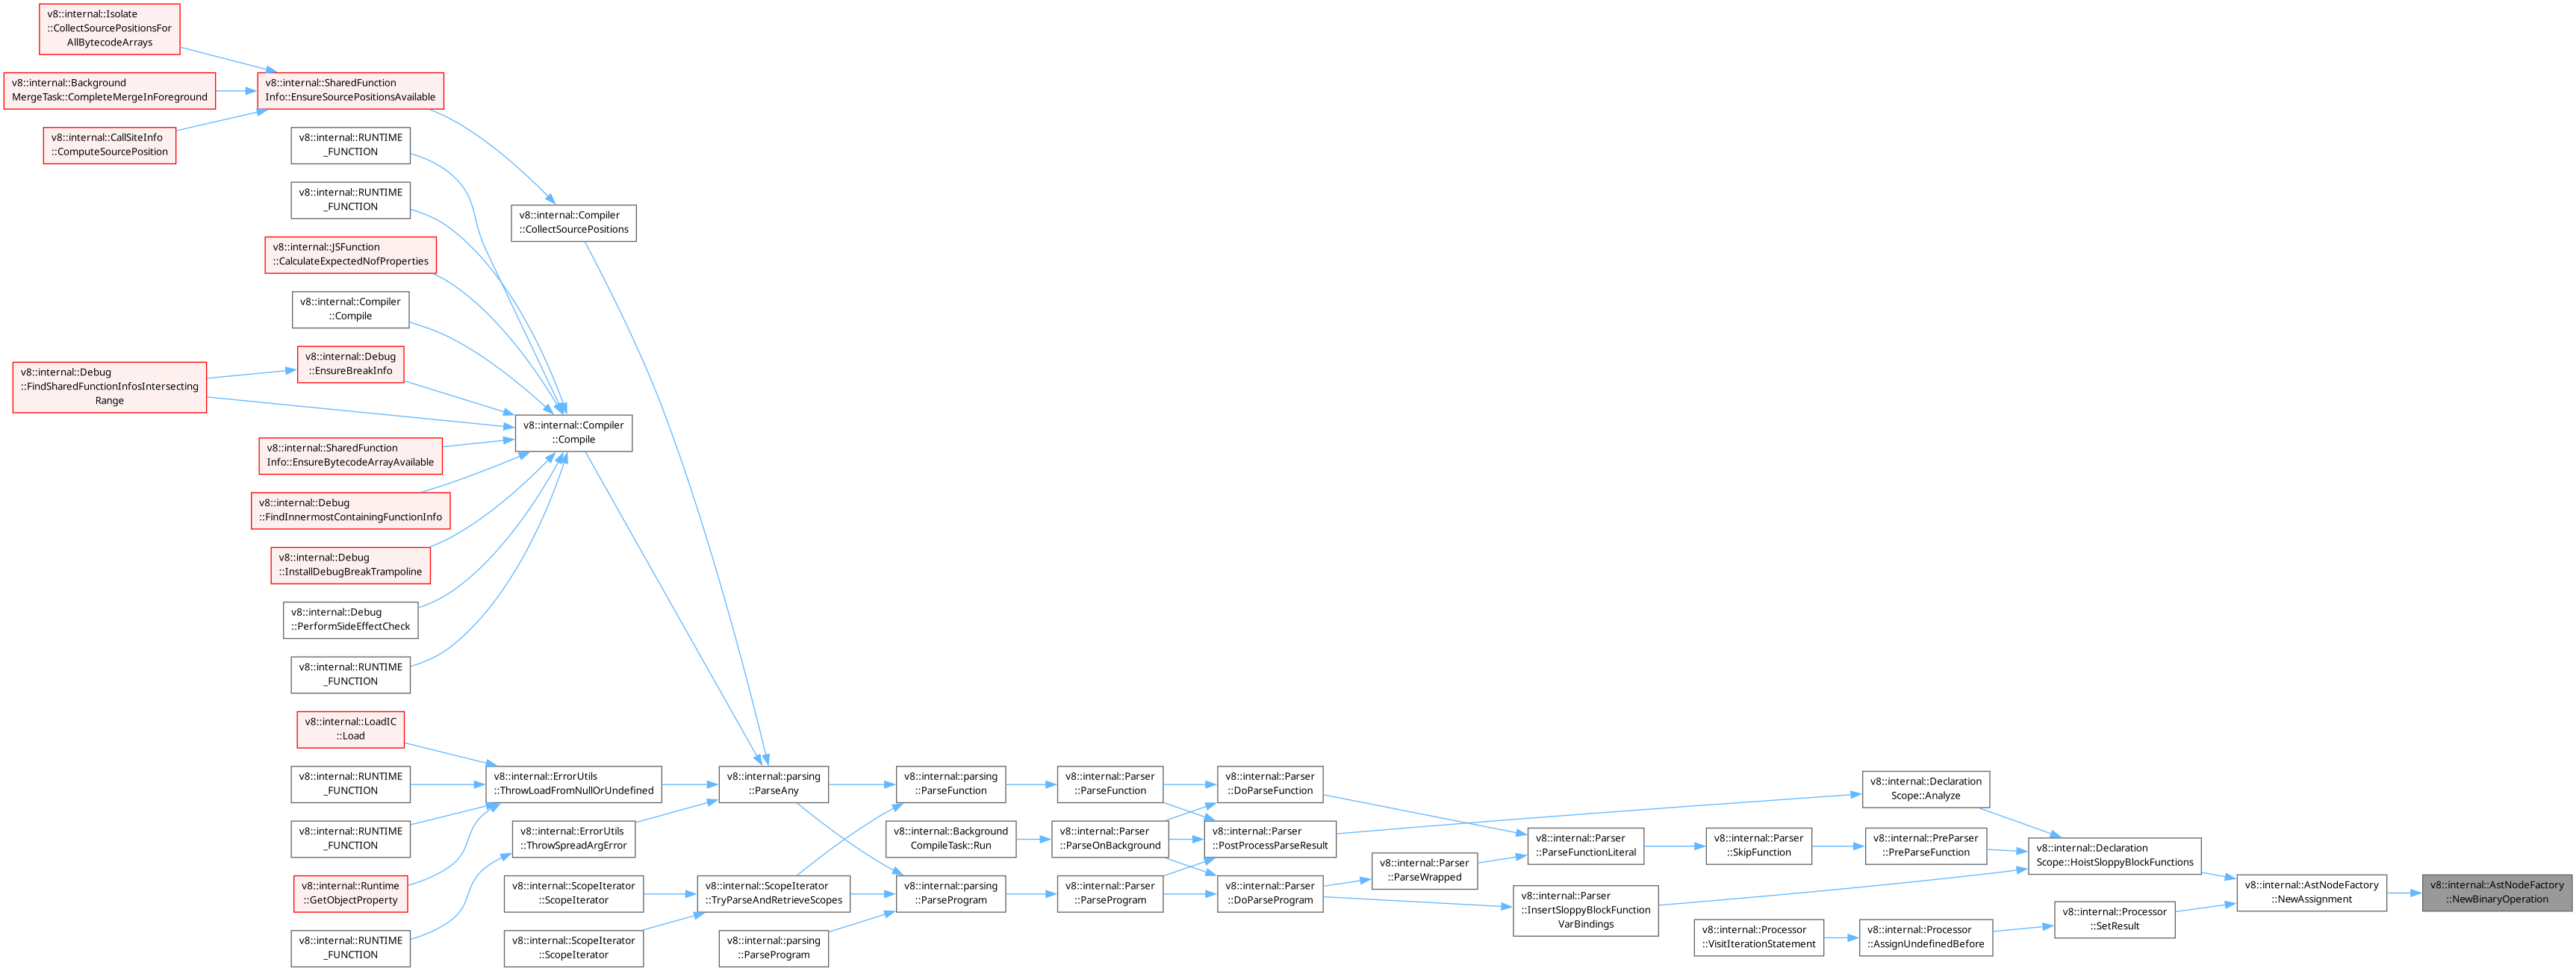 v8::internal::Isolate
::CollectSourcePositionsFor
AllBytecodeArrays
v8::internal::Background
MergeTask::CompleteMergeInForeground
v8::internal::CallSiteInfo
::ComputeSourcePosition
v8::internal::SharedFunction
Info::EnsureSourcePositionsAvailable
v8::internal::RUNTIME
_FUNCTION
v8::internal::RUNTIME
_FUNCTION
v8::internal::JSFunction
::CalculateExpectedNofProperties
v8::internal::Compiler
::Compile
v8::internal::Debug
::EnsureBreakInfo
v8::internal::Debug
::FindSharedFunctionInfosIntersecting
Range
v8::internal::SharedFunction
Info::EnsureBytecodeArrayAvailable
v8::internal::Debug
::FindInnermostContainingFunctionInfo
v8::internal::Debug
::InstallDebugBreakTrampoline
v8::internal::Debug
::PerformSideEffectCheck
v8::internal::RUNTIME
_FUNCTION
v8::internal::LoadIC
::Load
v8::internal::RUNTIME
_FUNCTION
v8::internal::RUNTIME
_FUNCTION
v8::internal::Runtime
::GetObjectProperty
v8::internal::RUNTIME
_FUNCTION
v8::internal::Compiler
::CollectSourcePositions
v8::internal::Compiler
::Compile
v8::internal::ErrorUtils
::ThrowLoadFromNullOrUndefined
v8::internal::ErrorUtils
::ThrowSpreadArgError
v8::internal::ScopeIterator
::ScopeIterator
v8::internal::ScopeIterator
::ScopeIterator
v8::internal::parsing
::ParseAny
v8::internal::ScopeIterator
::TryParseAndRetrieveScopes
v8::internal::parsing
::ParseProgram
v8::internal::parsing
::ParseFunction
v8::internal::Background
CompileTask::Run
v8::internal::parsing
::ParseProgram
v8::internal::Parser
::ParseFunction
v8::internal::Parser
::ParseOnBackground
v8::internal::Parser
::ParseProgram
v8::internal::Parser
::DoParseFunction
v8::internal::Parser
::PostProcessParseResult
v8::internal::Parser
::DoParseProgram
v8::internal::Parser
::ParseWrapped
v8::internal::Parser
::ParseFunctionLiteral
v8::internal::Parser
::InsertSloppyBlockFunction
VarBindings
v8::internal::Parser
::SkipFunction
v8::internal::Processor
::VisitIterationStatement
v8::internal::Declaration
Scope::Analyze
v8::internal::PreParser
::PreParseFunction
v8::internal::Processor
::AssignUndefinedBefore
v8::internal::Declaration
Scope::HoistSloppyBlockFunctions
v8::internal::Processor
::SetResult
v8::internal::AstNodeFactory
::NewAssignment
v8::internal::AstNodeFactory
::NewBinaryOperation